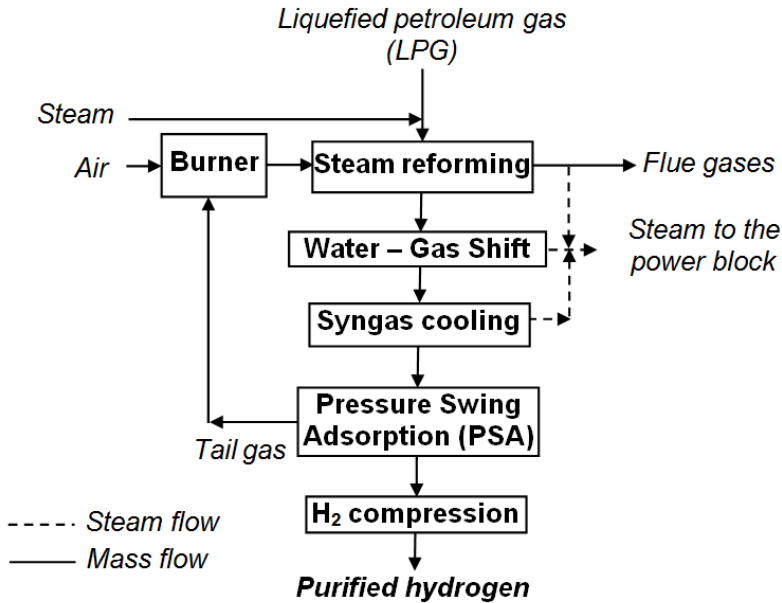 Liquefied petroleum gas
(LPG)
Steam
Air
Burner
Steam reforming
Flue gases
Water – Gas Shift
Steam to the
power block
Syngas cooling
Pressure Swing
Adsorption (PSA)
Tail gas
H₂ compression
Steam flow
Mass flow
Purified hydrogen